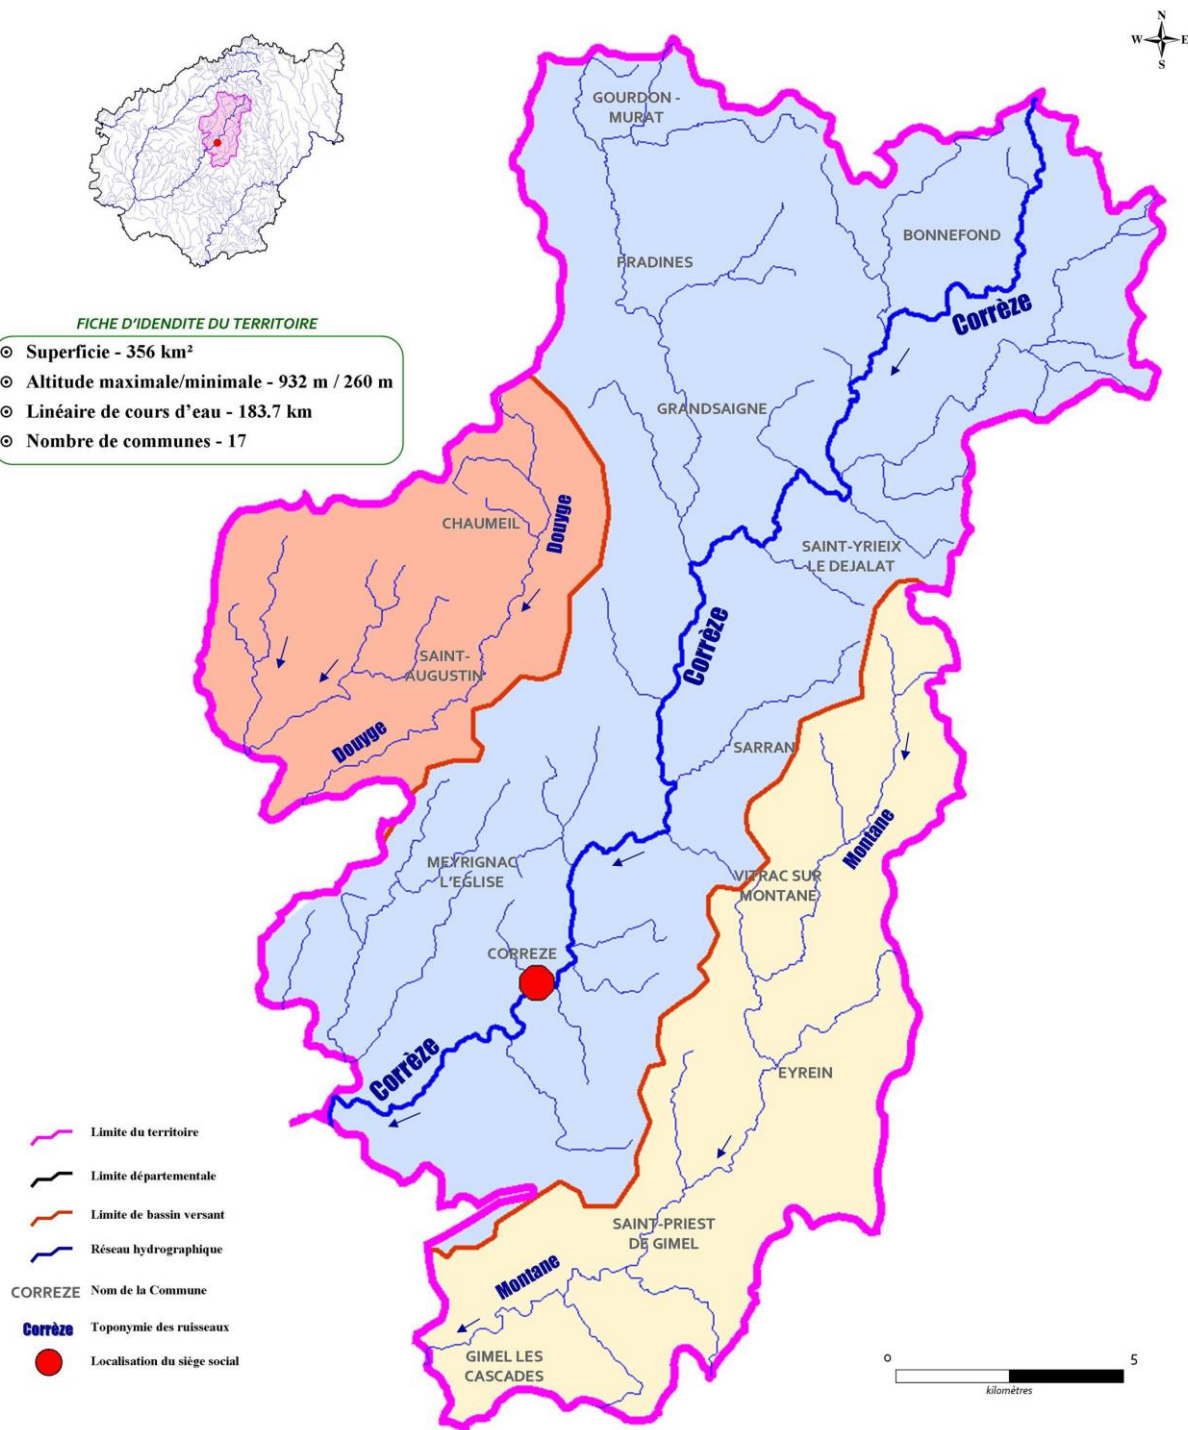 N
W E
S
FICHE D'IDENDITE DU TERRITOIRE
Superficie - 356 km²
Altitude maximale/minimale - 932 m / 260 m
Linéaire de cours d'eau - 183.7 km
Nombre de communes - 17
GOURDON -
MURAT
BONNEFOND
PRADINES
Corrèze
GRANDSAIGNE
CHAUMEIL
Douyge
SAINT-YRIEIX
LE DEJALAT
Corrèze
SAINT-
AUGUSTIN
Douyge
SARRAN
Montane
MEYRIGNAC
L'EGLISE
VITRAC SUR
MONTANE
CORREZE
Corrèze
EYREIN
SAINT-PRIEST
DE GIMEL
Montane
GIMEL LES
CASCADES
Limite du territoire
Limite départementale
Limite de bassin versant
Réseau hydrographique
CORREZE Nom de la Commune
Corrèze Toponymie des ruisseaux
Localisation du siège social
0 5
kilomètres